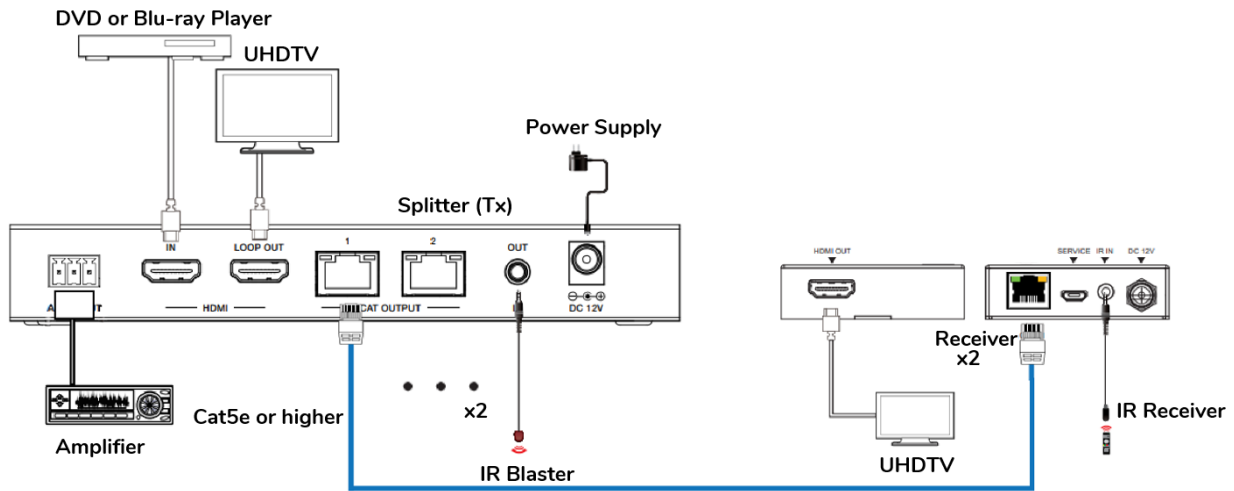 DVD or Blu-ray Player
UHDTV
Power Supply
Splitter (Tx)
IN
LOOP OUT
1
2
OUT
HDMI
CAT OUTPUT
DC 12V
HDMI OUT
SERVICE
IR IN
DC 12V
Receiver
x2
Cat5e or higher
x2
Amplifier
IR Blaster
UHDTV
IR Receiver